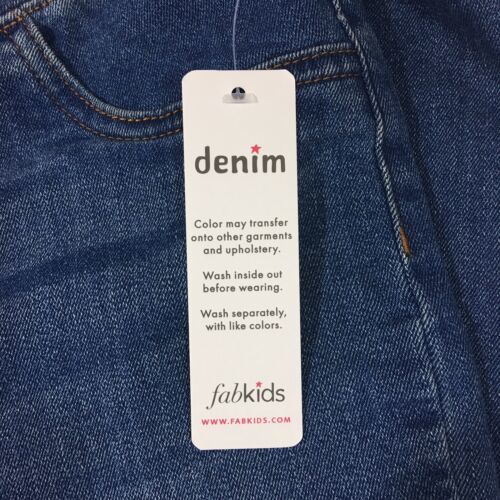 denim
Color may transfer
onto other garments
and upholstery.
Wash inside out
before wearing.
Wash separately,
with like colors.
fabkids
WWW.FABKIDS.COM